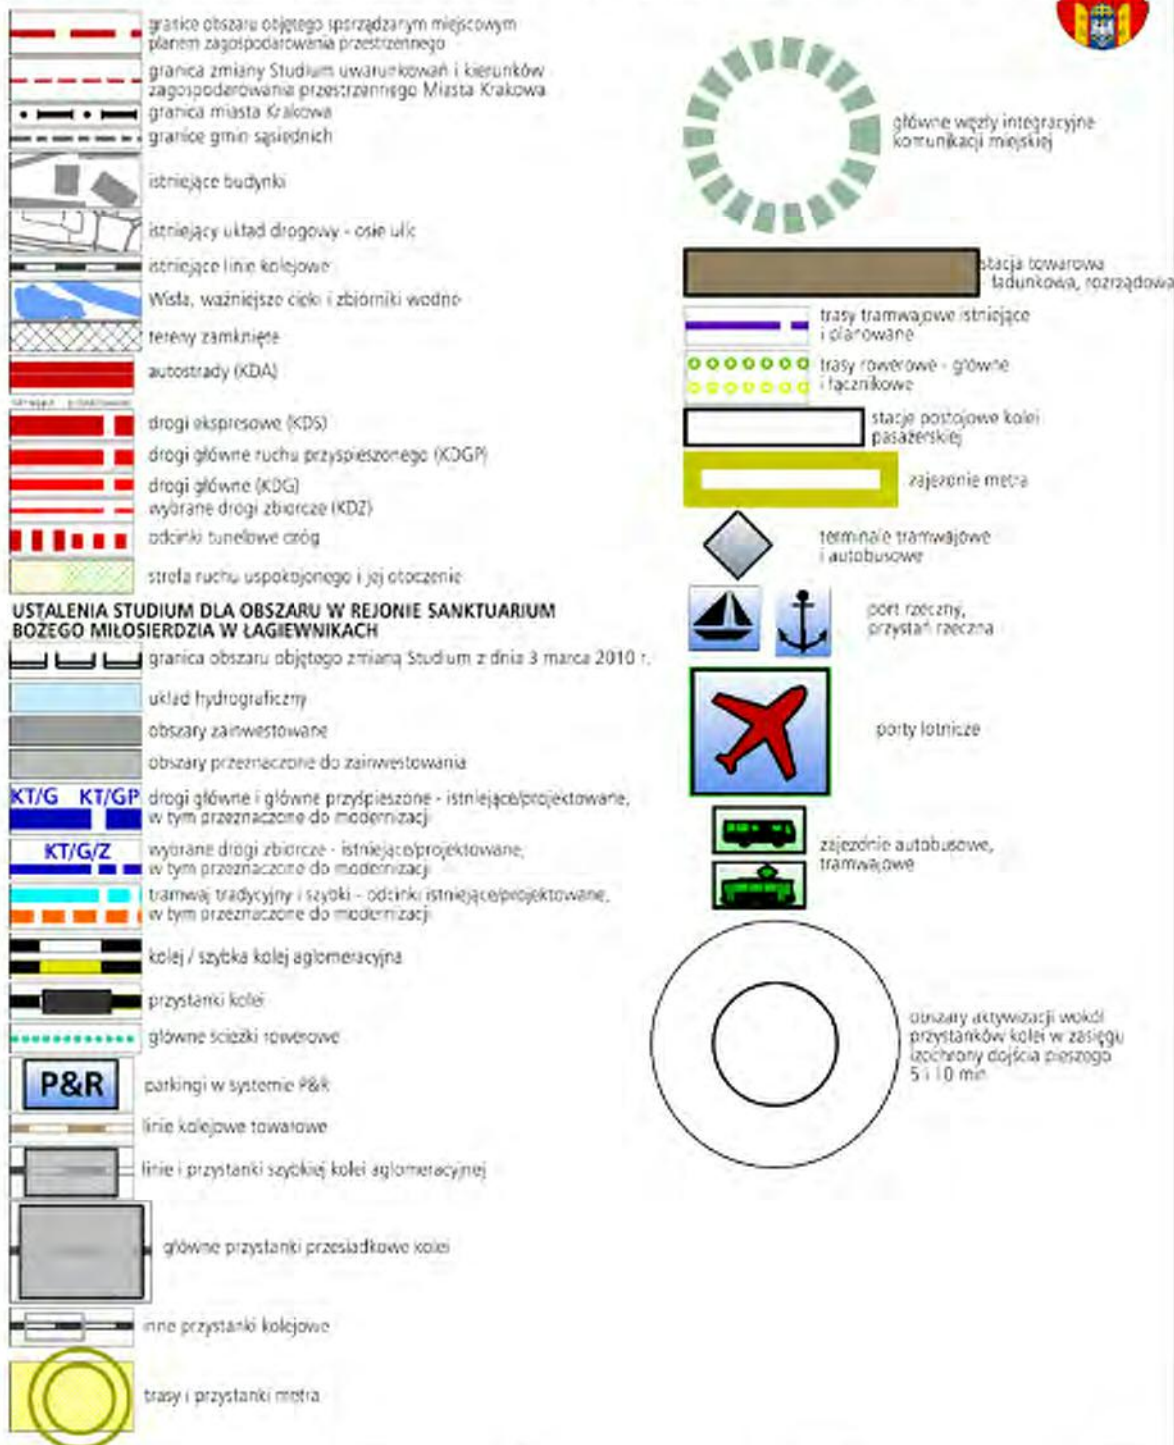 granice obszaru objętego sporządzanym miejscowym
planem zagospodarowania przestrzennego
granica zmiany Studium uwarunkowań i kierunków
zagospodarowania przestrzennego Miasta Krakowa
granica miasta Krakowa
granice gmin sąsiednich
istniejące budynki
istniejący układ drogowy - osie ulic
istniejące linie kolejowe
Wisła, ważniejsze cieki i zbiorniki wodne
tereny zamknięte
autostrady (KDA)
drogi ekspresowe (KDS)
drogi główne ruchu przyspieszonego (KDGP)
drogi główne (KDG)
wybrane drogi zbiorcze (KDZ)
odcinki tunelowe dróg
strefa ruchu uspokojonego i jej otoczenie
USTALENIA STUDIUM DLA OBSZARU W REJONIE SANKTUARIUM
BOŻEGO MIŁOSIERDZIA W ŁAGIEWNIKACH
granica obszaru objętego zmianą Studium z dnia 3 marca 2010 r.
układ hydrograficzny
obszary zainwestowane
obszary przeznaczone do zainwestowania
KT/G KT/GP drogi główne i główne przyśpieszone - istniejące/projektowane,
w tym przeznaczone do modernizacji
KT/G/Z wybrane drogi zbiorcze - istniejące/projektowane,
w tym przeznaczone do modernizacji
tramwaj tradycyjny i szybki - odcinki istniejące/projektowane,
w tym przeznaczone do modernizacji
kolej / szybka kolej aglomeracyjna
przystanki kolei
główne ścieżki rowerowe
P&R parkingi w systemie P&R
linie kolejowe towarowe
linie i przystanki szybkiej kolei aglomeracyjnej
główne przystanki przesiadkowe kolei
inne przystanki kolejowe
trasy i przystanki metra
główne węzły integracyjne
komunikacji miejskiej
stacja towarowa
- ładunkowa, rozrządowa
trasy tramwajowe istniejące
i planowane
trasy rowerowe - główne
i łącznikowe
stacje postojowe kolei
pasażerskiej
zajezdnie metra
terminale tramwajowe
i autobusowe
port rzeczny,
przystań rzeczna
porty lotnicze
zajezdnie autobusowe,
tramwajowe
obszary aktywizacji wokół
przystanków kolei w zasięgu
izochrony dojścia pieszego
5 i 10 min